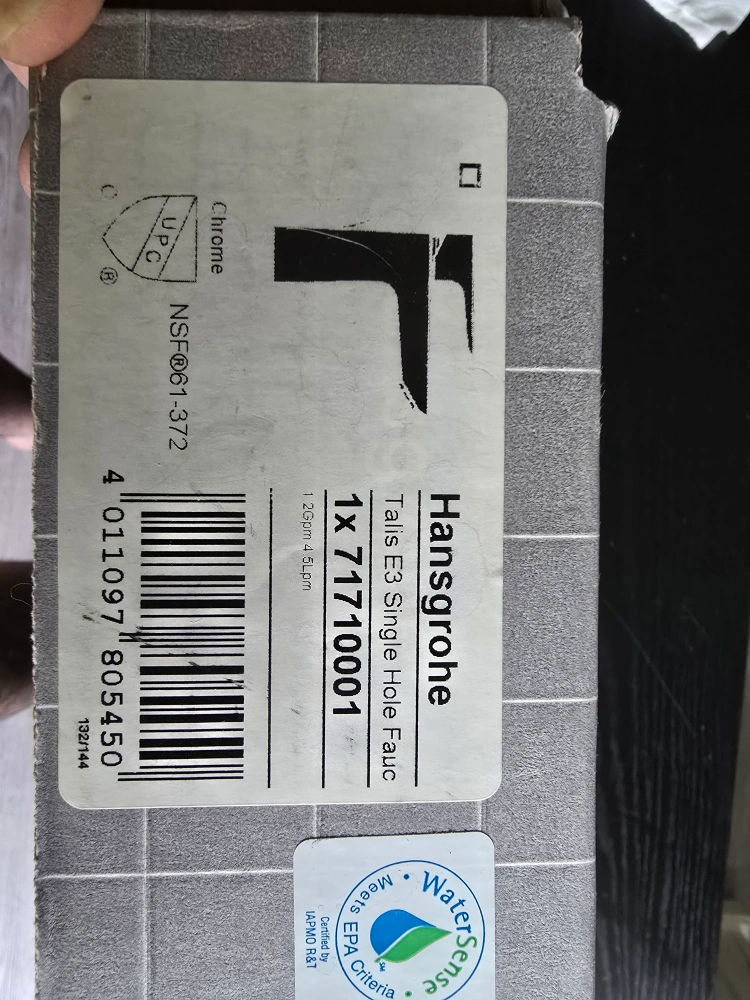 Hansgrohe
Talis E3 Single Hole Fauc
1x 71710001
1.2Gpm 4.5Lpm
Chrome
C UPC ®
NSF®61-372
4 011097 805450
132/144
WaterSense
Meets EPA Criteria
SM
Certified by
IAPMO R&T